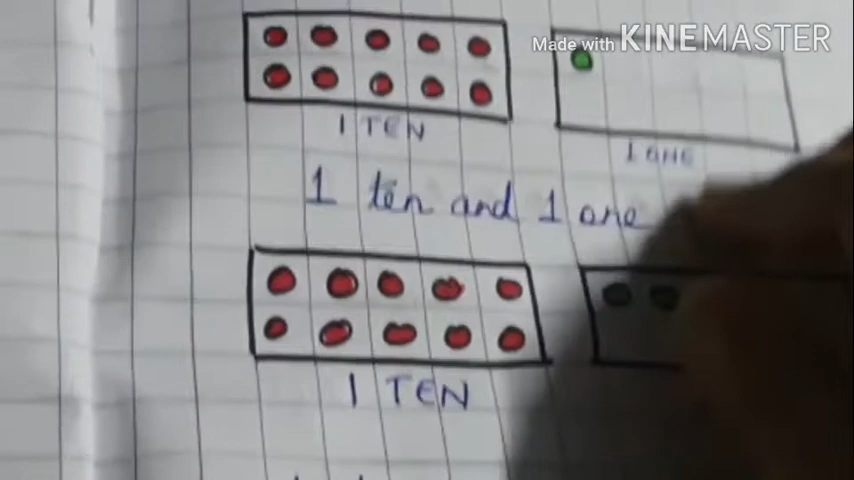 Made with KINEMASTER
1 TEN
1 ONE
1 ten and 1 one
1 TEN